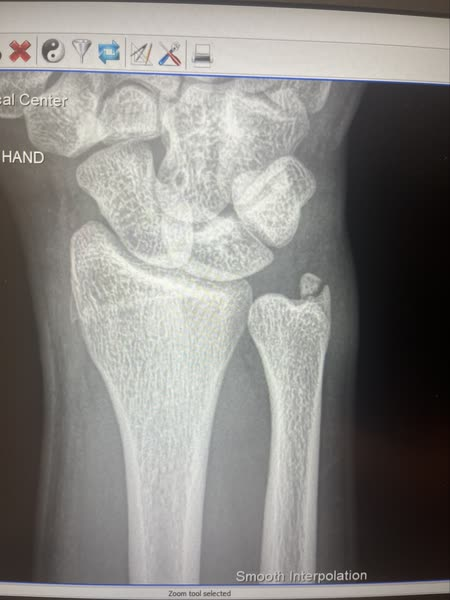 cal Center
HAND
Smooth Interpolation
Zoom tool selected